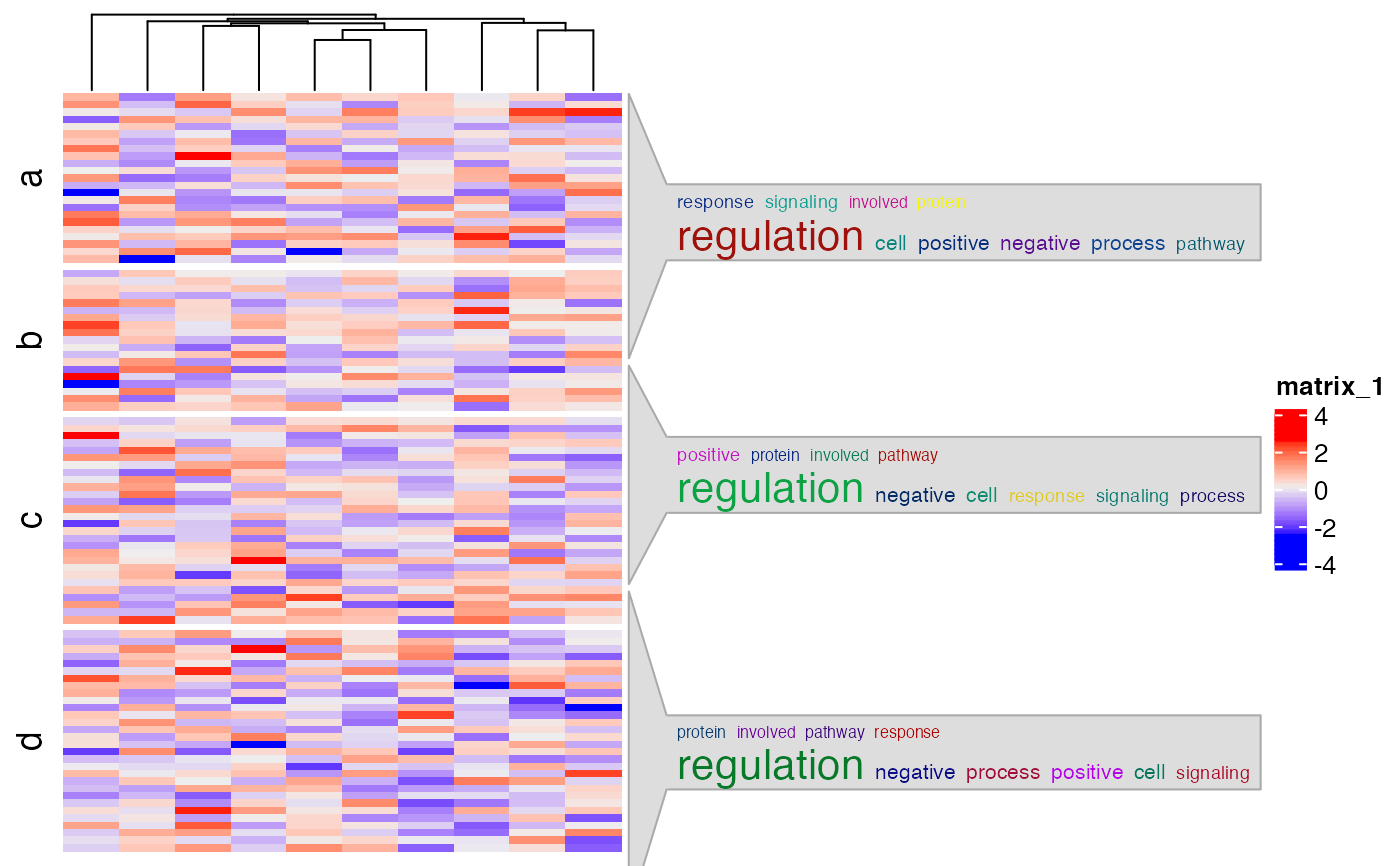 a
response signaling involved protein
regulation cell positive negative process pathway
b
matrix_1
4
2
0
-2
-4
positive protein involved pathway
regulation negative cell response signaling process
c
d
protein involved pathway response
regulation negative process positive cell signaling